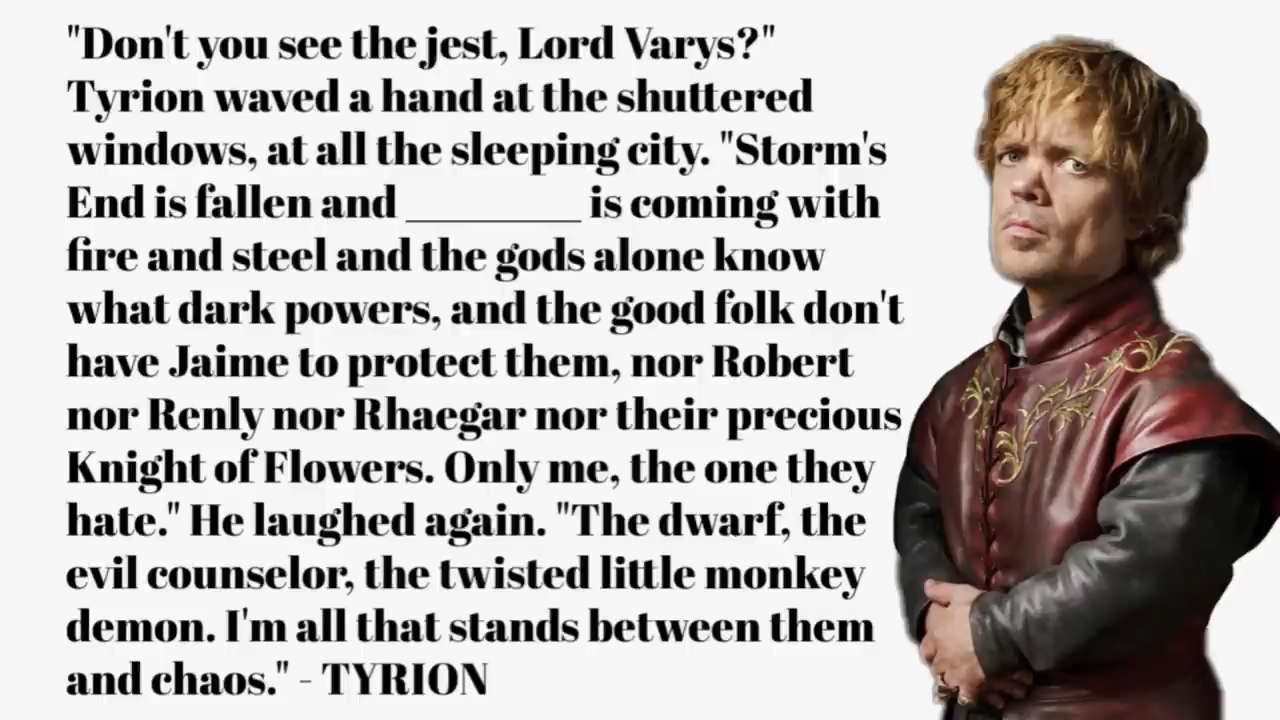 "Don't you see the jest, Lord Varys?"
Tyrion waved a hand at the shuttered
windows, at all the sleeping city. "Storm's
End is fallen and ________ is coming with
fire and steel and the gods alone know
what dark powers, and the good folk don't
have Jaime to protect them, nor Robert
nor Renly nor Rhaegar nor their precious
Knight of Flowers. Only me, the one they
hate." He laughed again. "The dwarf, the
evil counselor, the twisted little monkey
demon. I'm all that stands between them
and chaos." - TYRION